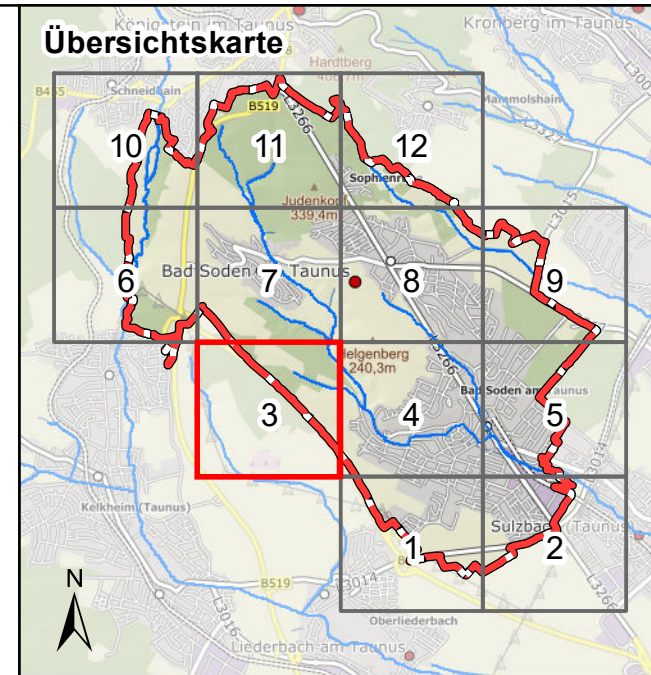 Königstein im Taunus
Kronberg im Taunus
Übersichtskarte
Hardtberg
B455
Schneidhain
B519
L3266
Mammolshain
L3327
L3015
10
11
12
Judenkopf
339,4m
6
Bad Soden am Taunus
7
8
9
Helgenberg
240,3m
L3266
Bad Soden am Taunus
3
4
5
L3014
Kelkheim (Taunus)
Sulzbach (Taunus)
1
2
N
B519
L3014
L3266
L3016
Oberliederbach
Liederbach am Taunus